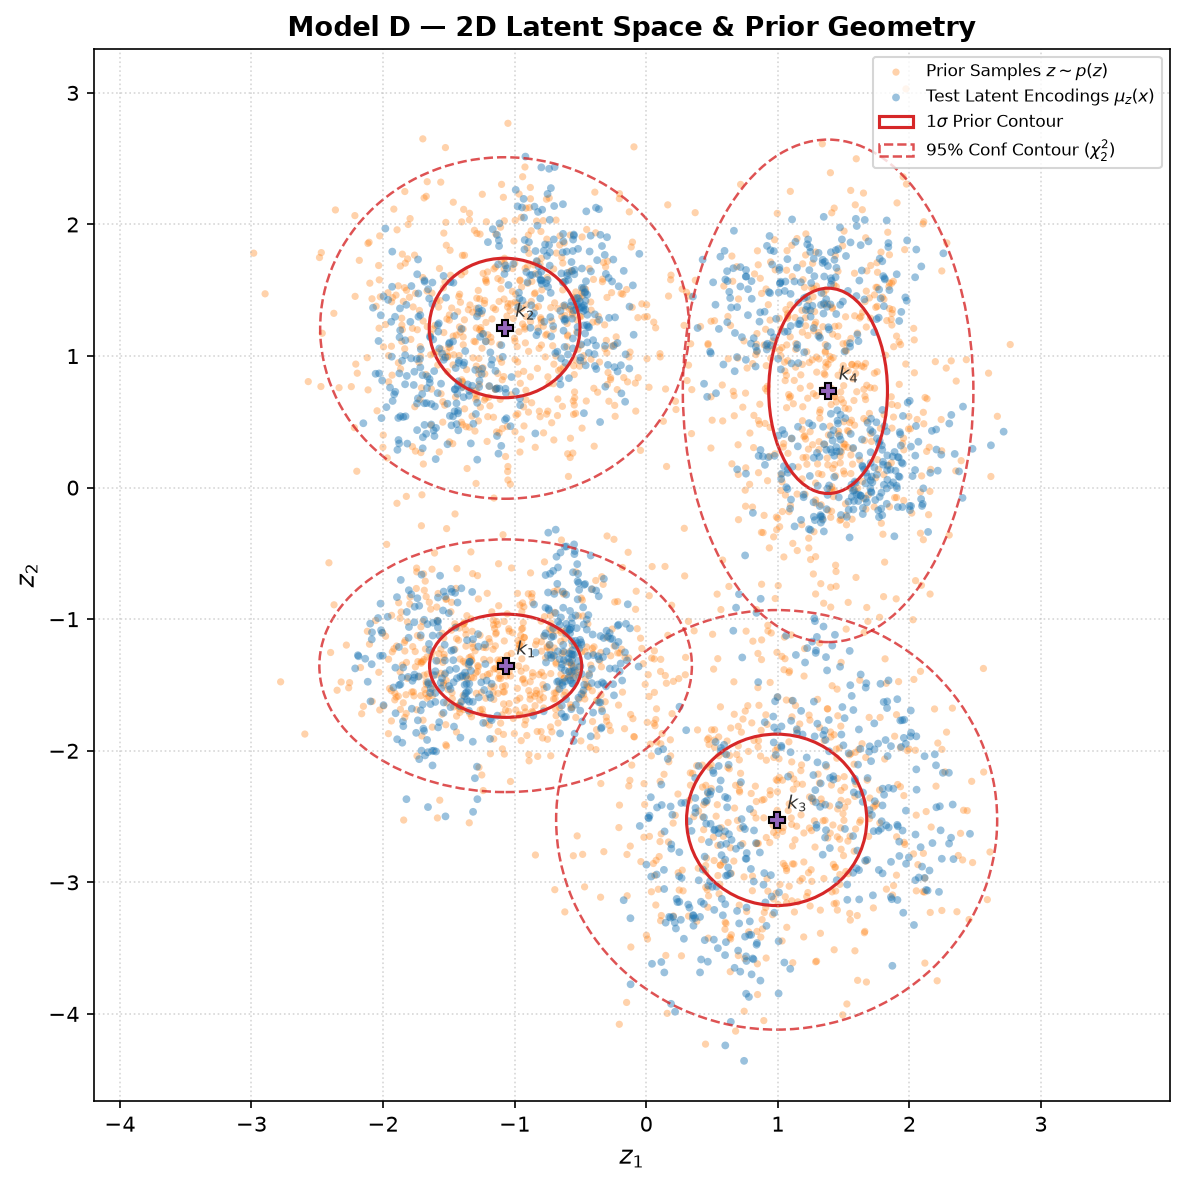 Model D — 2D Latent Space & Prior Geometry
Prior Samples z ~ p(z)
Test Latent Encodings μ_z(x)
1σ Prior Contour
95% Conf Contour (χ²₂)
3
2
1
0
−1
−2
−3
−4
z₂
k₂
k₄
k₁
k₃
−4 −3 −2 −1 0 1 2 3
z₁